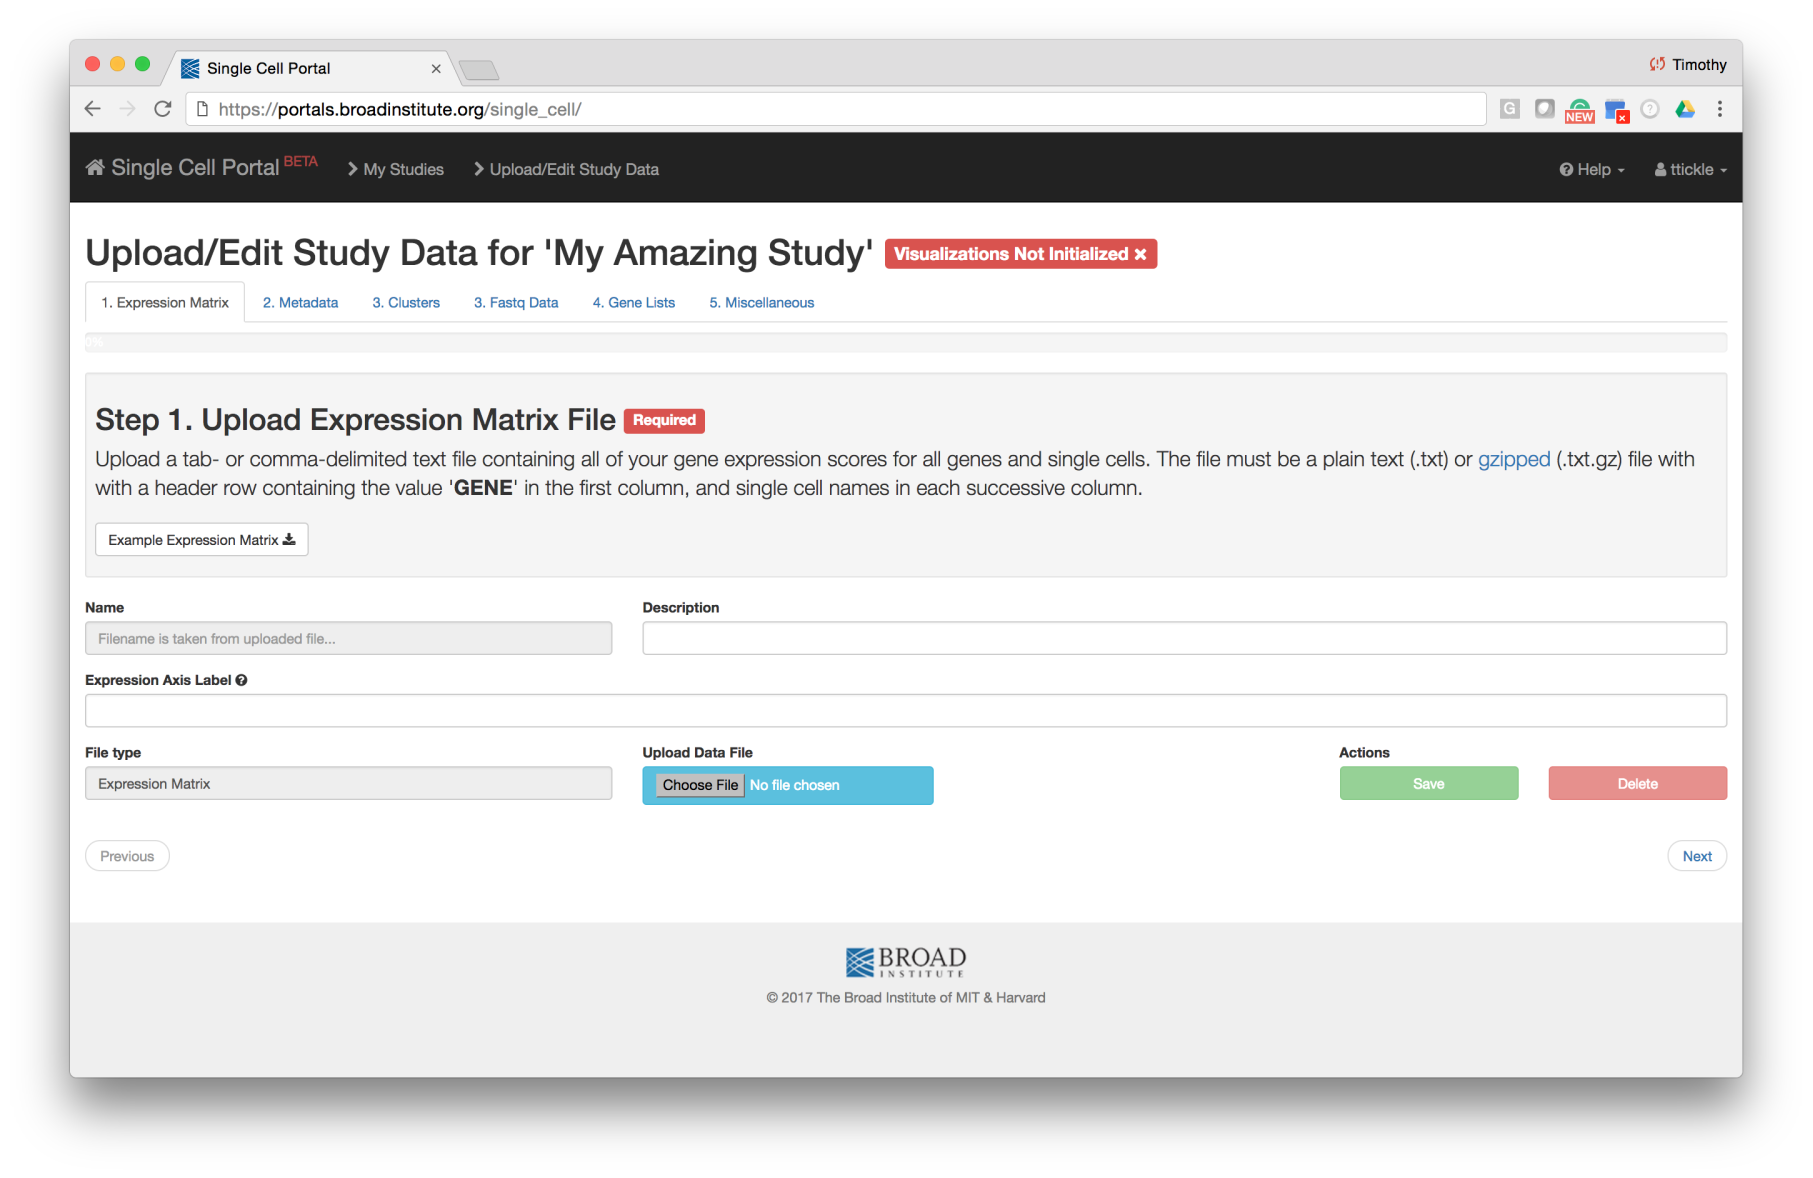 Single Cell Portal
Timothy
https://portals.broadinstitute.org/single_cell/
G
NEW
Single Cell Portal BETA
My Studies
Upload/Edit Study Data
Help
ttickle
Upload/Edit Study Data for 'My Amazing Study'
Visualizations Not Initialized
1. Expression Matrix
2. Metadata
3. Clusters
3. Fastq Data
4. Gene Lists
5. Miscellaneous
0%
Step 1. Upload Expression Matrix File
Required
Upload a tab- or comma-delimited text file containing all of your gene expression scores for all genes and single cells. The file must be a plain text (.txt) or gzipped (.txt.gz) file with
with a header row containing the value 'GENE' in the first column, and single cell names in each successive column.
Example Expression Matrix
Name
Description
Filename is taken from uploaded file...
Expression Axis Label
File type
Upload Data File
Actions
Expression Matrix
Choose File No file chosen
Save
Delete
Previous
Next
BROAD
INSTITUTE
© 2017 The Broad Institute of MIT & Harvard